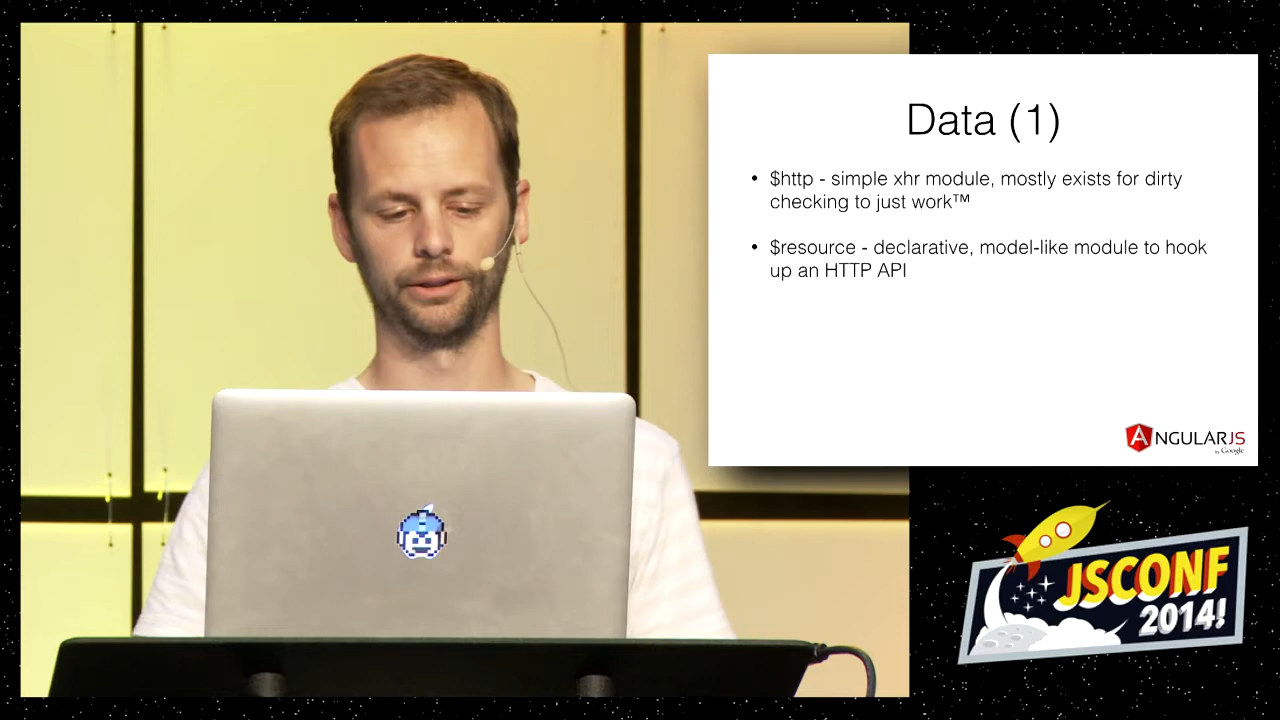 Data (1)
• $http - simple xhr module, mostly exists for dirty
checking to just work™
• $resource - declarative, model-like module to hook
up an HTTP API
ANGULARJS
by Google
JSCONF
2014!